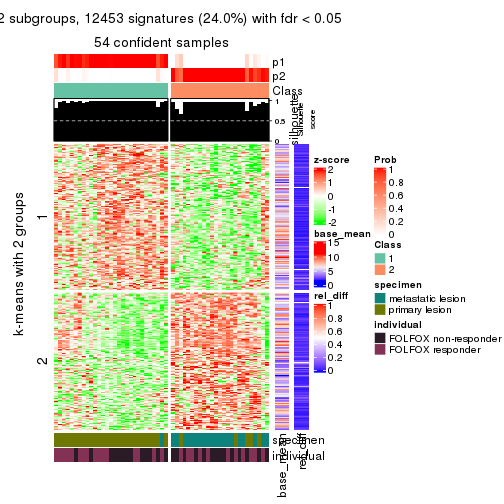 2 subgroups, 12453 signatures (24.0%) with fdr < 0.05
54 confident samples
p1
p2
Class
1
0.5
0
silhouette
Silhouette
score
k-means with 2 groups
1
2
specimen
individual
base_mean
rel_diff
z-score
2
1
0
-1
-2
base_mean
15
10
5
0
rel_diff
1
0.8
0.6
0.4
0.2
0
Prob
1
0.8
0.6
0.4
0.2
0
Class
1
2
specimen
metastatic lesion
primary lesion
individual
FOLFOX non-responder
FOLFOX responder